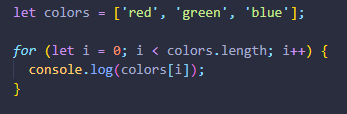 let colors = ['red', 'green', 'blue'];
for (let i = 0; i < colors.length; i++) {
  console.log(colors[i]);
}